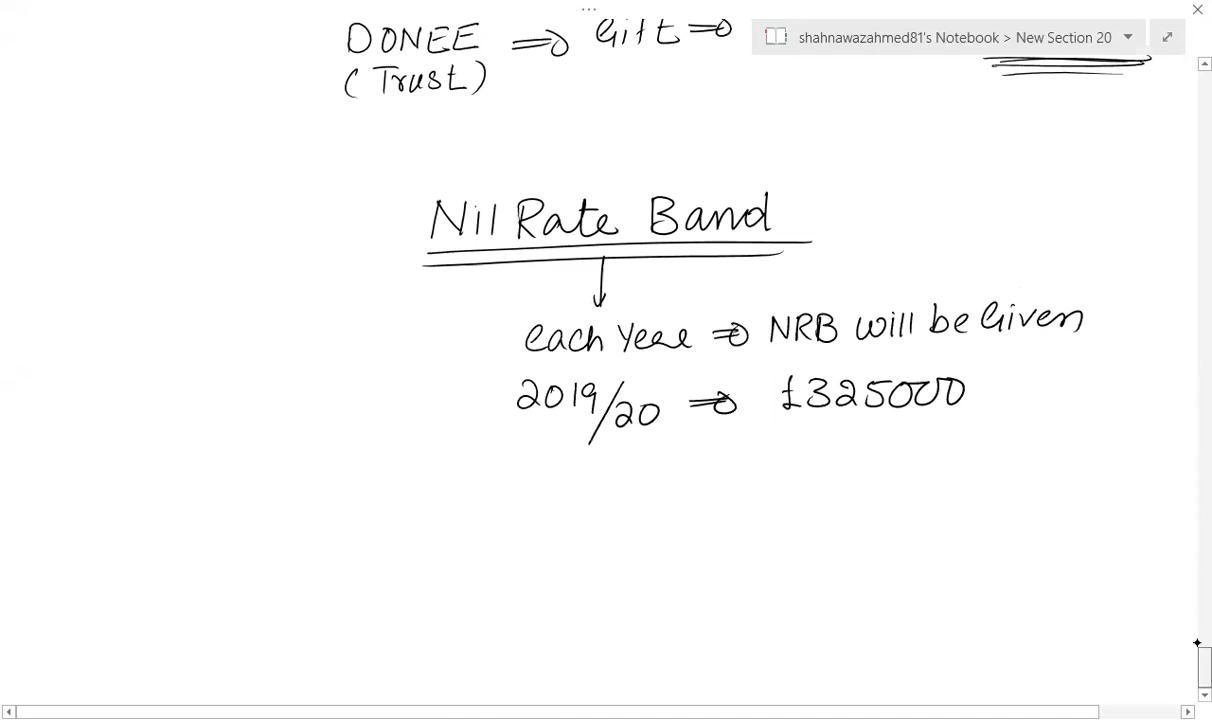 DONEE ⇒ Gift ⇒
(Trust)
shahnawazahmed81's Notebook > New Section 20
Nil Rate Band
each Year ⇒ NRB will be Given
2019/20 ⇒ £325000